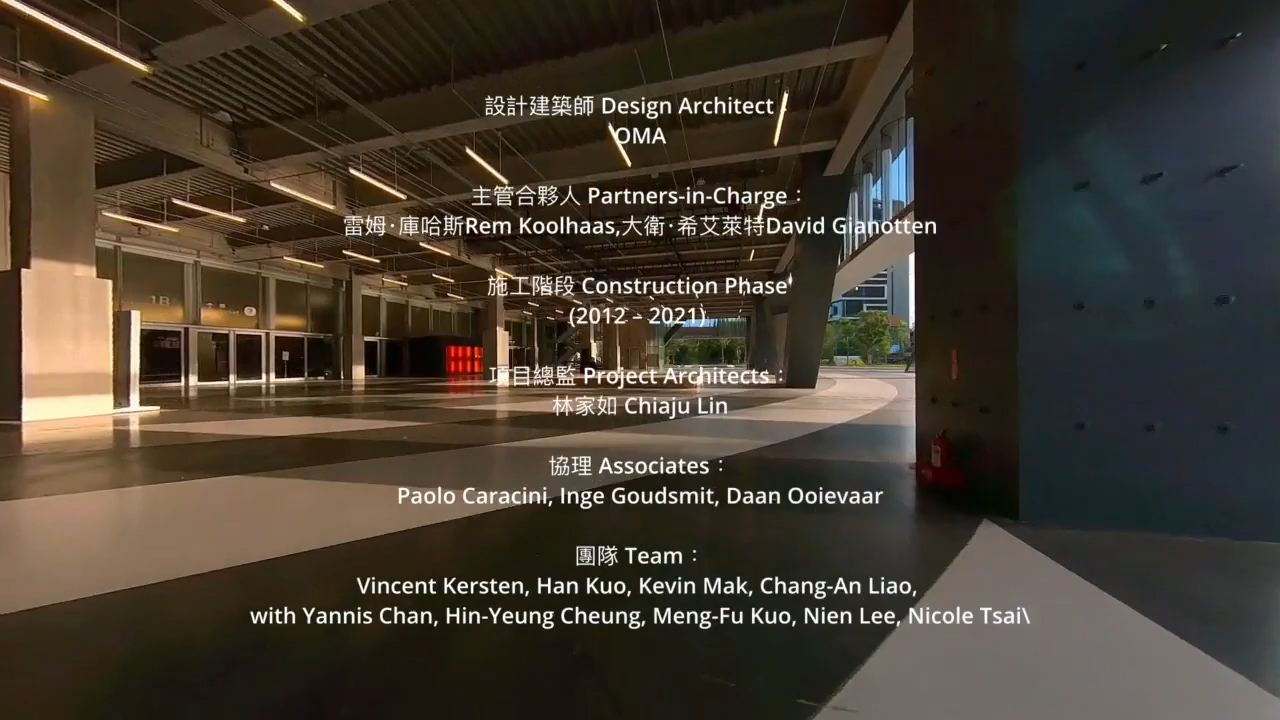 設計建築師 Design Architect
OMA
主管合夥人 Partners-in-Charge：
雷姆·庫哈斯Rem Koolhaas,大衛·希艾萊特David Gianotten
施工階段 Construction Phase
(2012 – 2021)
項目總監 Project Architects：
林家如 Chiaju Lin
協理 Associates：
Paolo Caracini, Inge Goudsmit, Daan Ooievaar
團隊 Team：
Vincent Kersten, Han Kuo, Kevin Mak, Chang-An Liao,
with Yannis Chan, Hin-Yeung Cheung, Meng-Fu Kuo, Nien Lee, Nicole Tsai\
1B